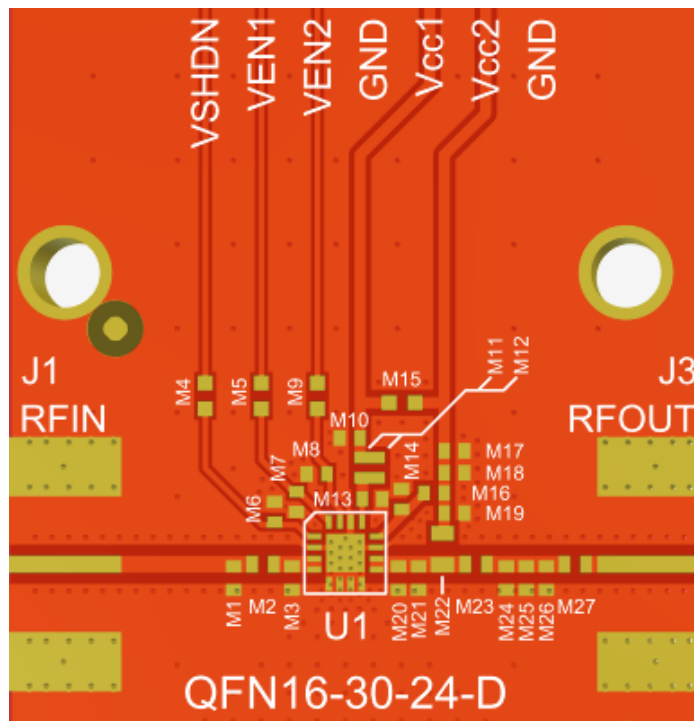 VSHDN
VEN1
VEN2
GND
Vcc1
Vcc2
GND
J1
RFIN
J3
RFOUT
M4
M5
M9
M15
M11
M12
M10
M8
M7
M6
M13
M14
M17
M18
M16
M19
M1
M2
M3
U1
M20
M21
M22
M23
M24
M25
M26
M27
QFN16-30-24-D